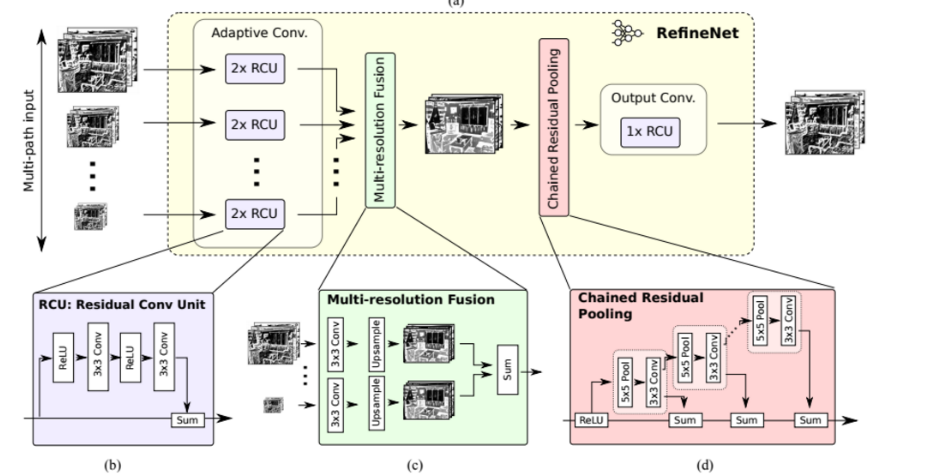 (a)
Multi-path input
Adaptive Conv.
2x RCU
2x RCU
2x RCU
Multi-resolution Fusion
Chained Residual Pooling
RefineNet
Output Conv.
1x RCU
RCU: Residual Conv Unit
ReLU
3x3 Conv
ReLU
3x3 Conv
Sum
(b)
Multi-resolution Fusion
3x3 Conv
Upsample
3x3 Conv
Upsample
Sum
(c)
Chained Residual
Pooling
ReLU
5x5 Pool
3x3 Conv
5x5 Pool
3x3 Conv
5x5 Pool
3x3 Conv
Sum
Sum
Sum
(d)